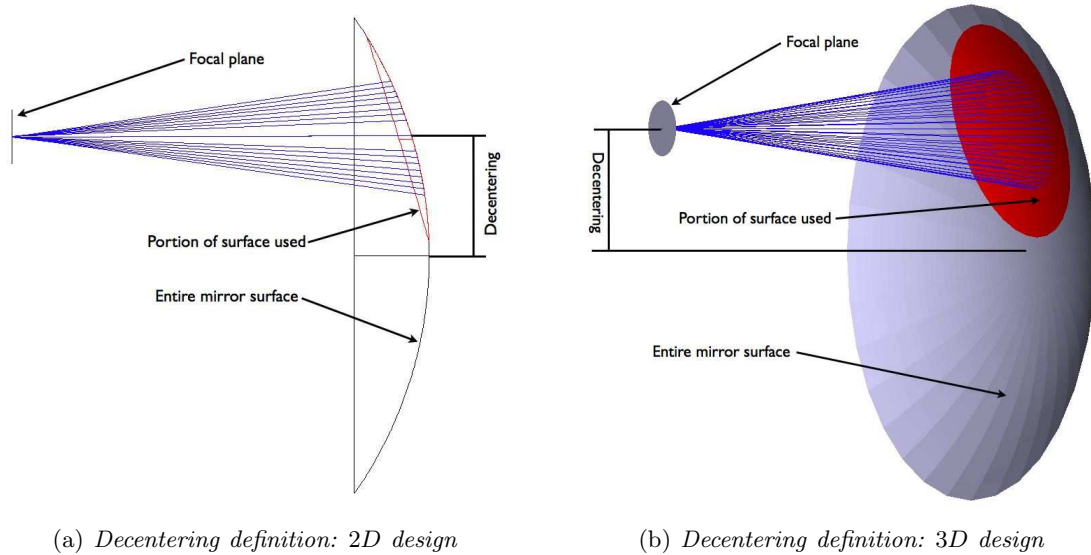 Focal plane
Decentering
Portion of surface used
Entire mirror surface
(a) Decentering definition: 2D design
Focal plane
Decentering
Portion of surface used
Entire mirror surface
(b) Decentering definition: 3D design